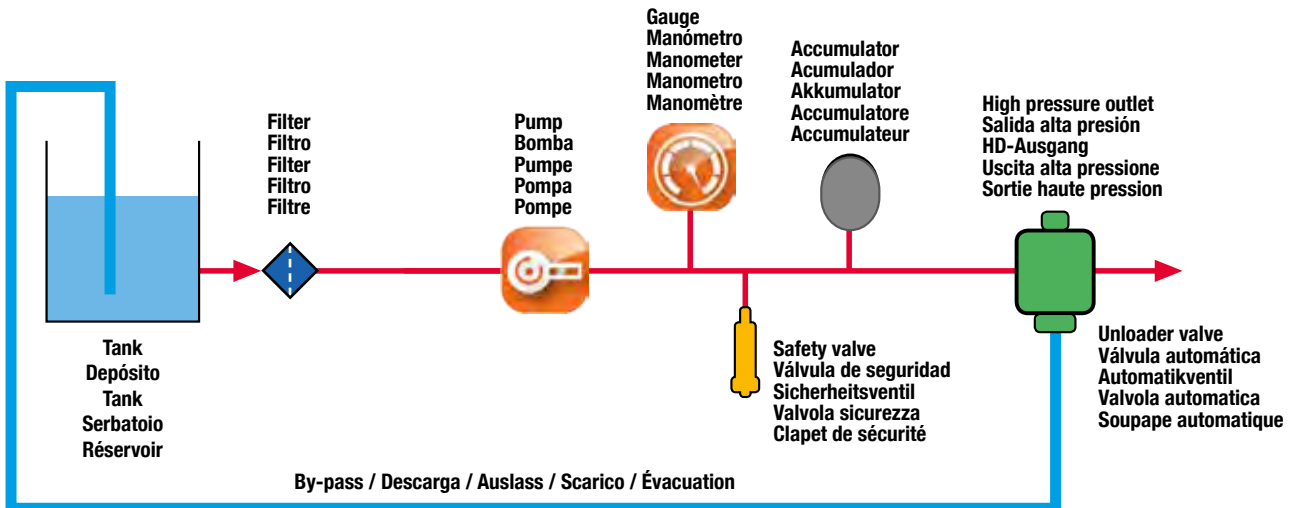 Gauge
Manómetro
Manometer
Manometro
Manomètre
Accumulator
Acumulador
Akkumulator
Accumulatore
Accumulateur
High pressure outlet
Salida alta presión
HD-Ausgang
Uscita alta pressione
Sortie haute pression
Filter
Filtro
Filter
Filtro
Filtre
Pump
Bomba
Pumpe
Pompa
Pompe
Tank
Depósito
Tank
Serbatoio
Réservoir
Safety valve
Válvula de seguridad
Sicherheitsventil
Valvola sicurezza
Clapet de sécurité
Unloader valve
Válvula automática
Automatikventil
Valvola automatica
Soupape automatique
By-pass / Descarga / Auslass / Scarico / Évacuation